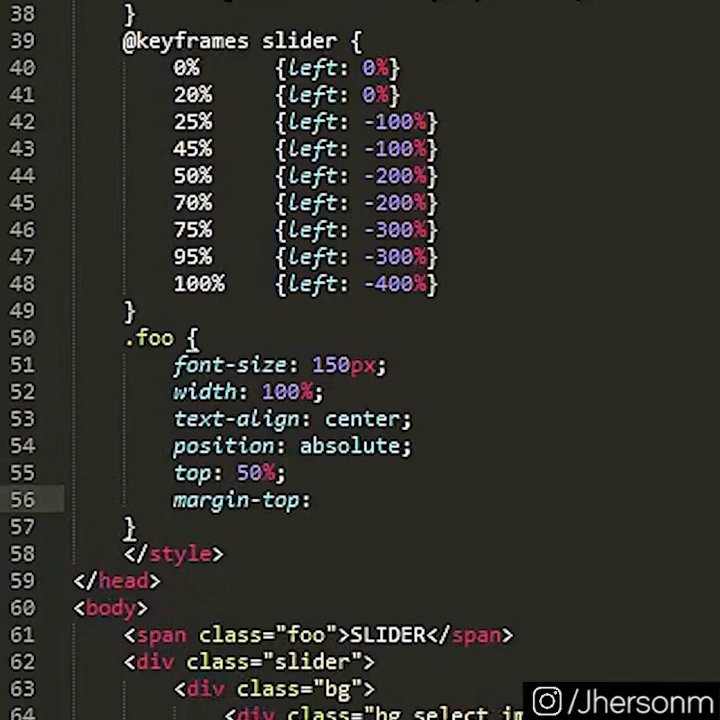 38 }
39 @keyframes slider {
40 0% {left: 0%}
41 20% {left: 0%}
42 25% {left: -100%}
43 45% {left: -100%}
44 50% {left: -200%}
45 70% {left: -200%}
46 75% {left: -300%}
47 95% {left: -300%}
48 100% {left: -400%}
49 }
50 .foo {
51 font-size: 150px;
52 width: 100%;
53 text-align: center;
54 position: absolute;
55 top: 50%;
56 margin-top:
57 }
58 </style>
59 </head>
60 <body>
61 <span class="foo">SLIDER</span>
62 <div class="slider">
63 <div class="bg">
64 <div class="bg_select_im
/Jhersonm